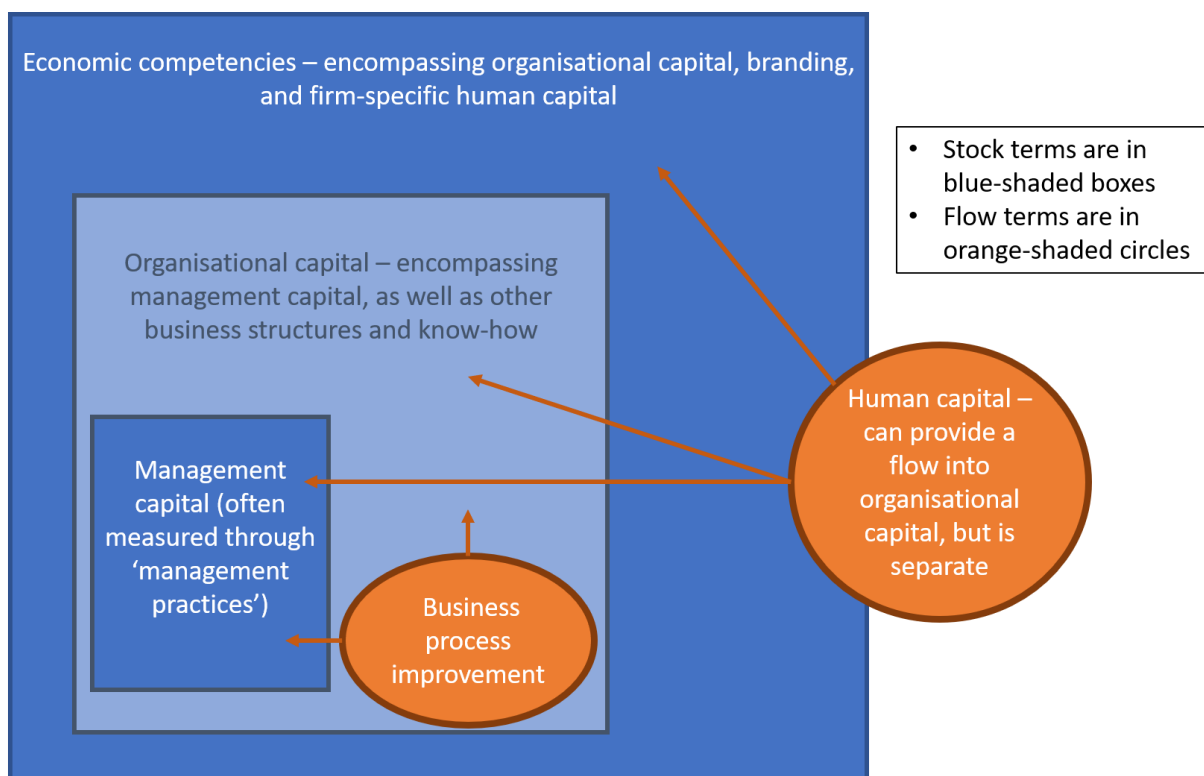 Economic competencies – encompassing organisational capital, branding,
and firm-specific human capital
• Stock terms are in
blue-shaded boxes
• Flow terms are in
orange-shaded circles
Organisational capital – encompassing
management capital, as well as other
business structures and know-how
Human capital –
can provide a
flow into
organisational
capital, but is
separate
Management
capital (often
measured through
‘management
practices’)
Business
process
improvement